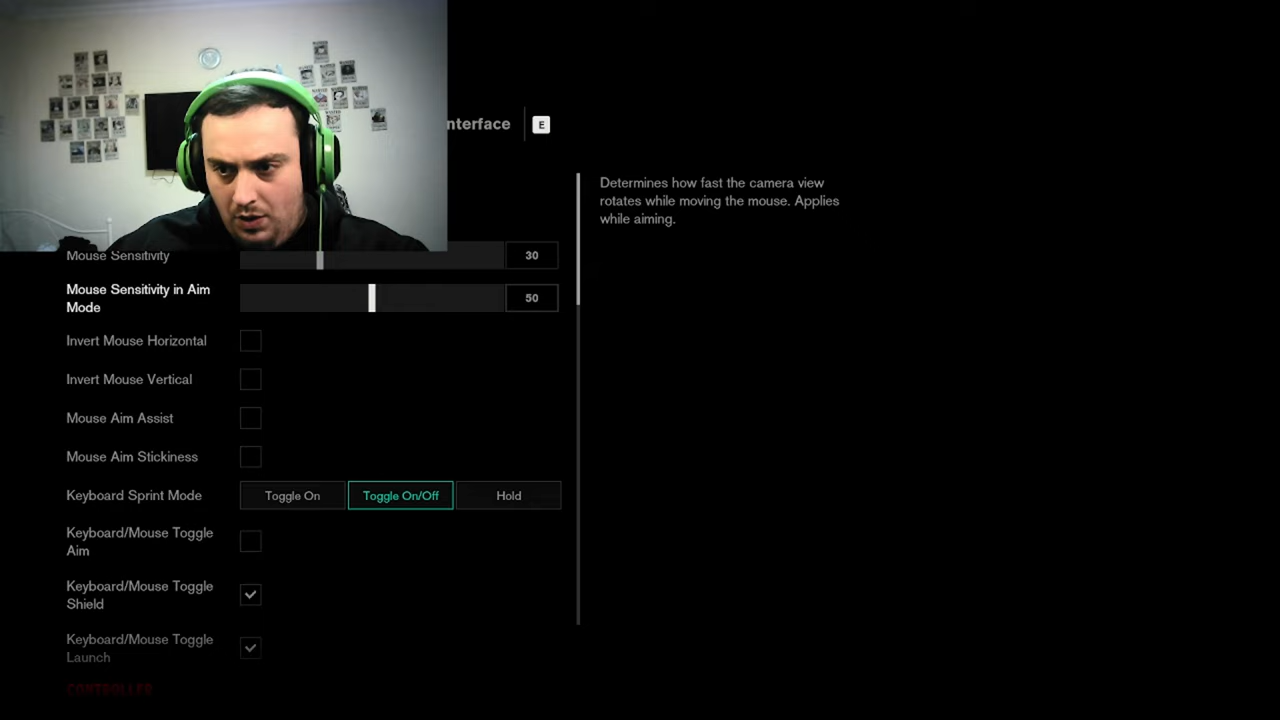 nterface
E
Determines how fast the camera view
rotates while moving the mouse. Applies
while aiming.
Mouse Sensitivity
30
Mouse Sensitivity in Aim
Mode
50
Invert Mouse Horizontal
Invert Mouse Vertical
Mouse Aim Assist
Mouse Aim Stickiness
Keyboard Sprint Mode
Toggle On
Toggle On/Off
Hold
Keyboard/Mouse Toggle
Aim
Keyboard/Mouse Toggle
Shield
Keyboard/Mouse Toggle
Launch
CONTROLLER